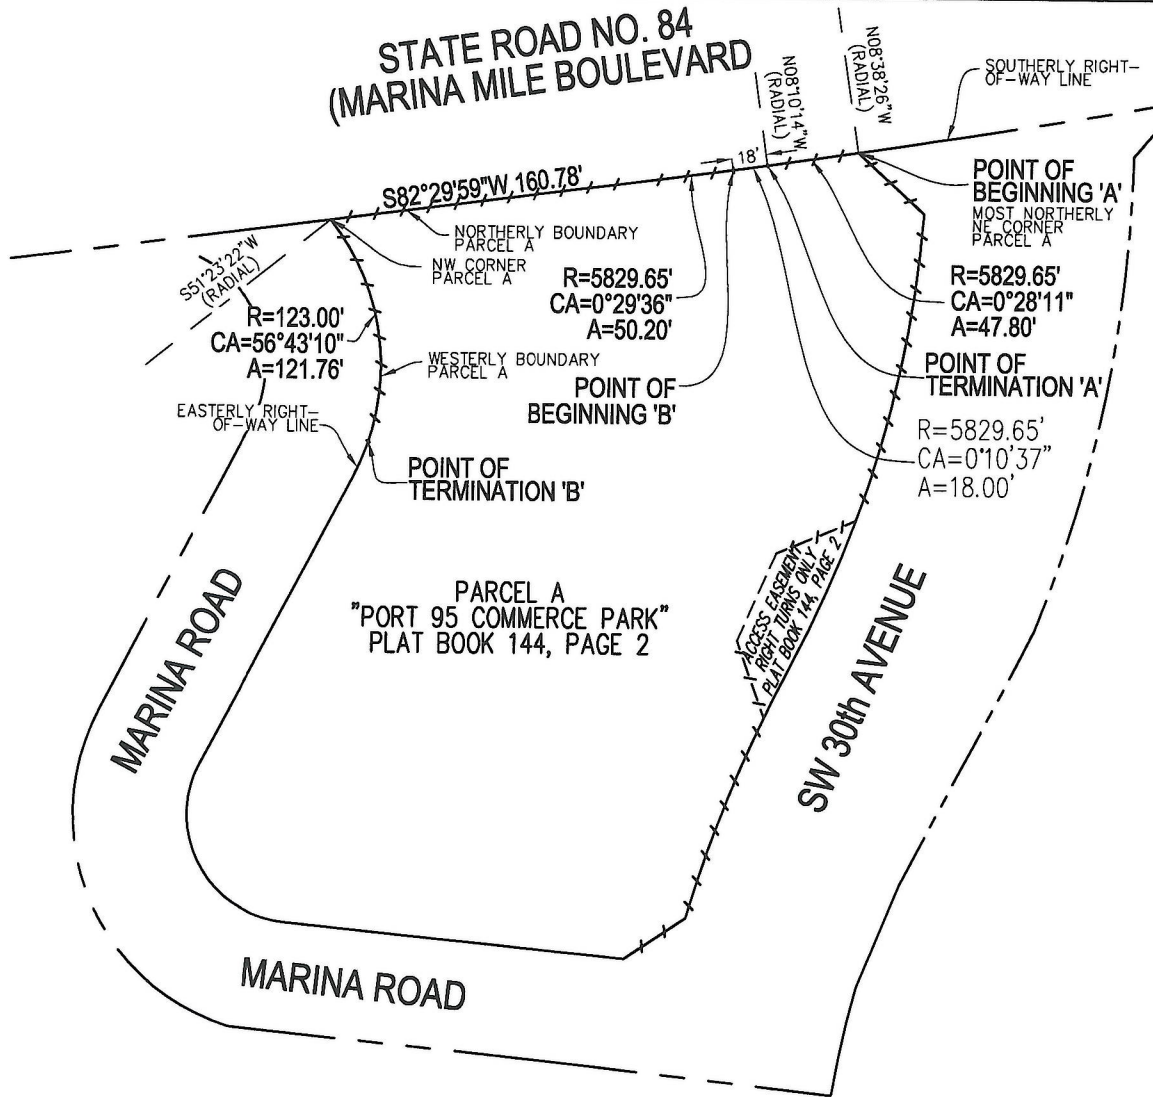 STATE ROAD NO. 84
(MARINA MILE BOULEVARD
N08°10'14"W
(RADIAL)
N08°38'26"W
(RADIAL)
SOUTHERLY RIGHT-
OF-WAY LINE
18'
S82°29'59"W 160.78'
POINT OF
BEGINNING 'A'
MOST NORTHERLY
NE CORNER
PARCEL A
NORTHERLY BOUNDARY
PARCEL A
NW CORNER
PARCEL A
S51°23'22"W
(RADIAL)
R=5829.65'
CA=0°29'36"
A=50.20'
R=5829.65'
CA=0°28'11"
A=47.80'
R=123.00'
CA=56°43'10"
A=121.76'
WESTERLY BOUNDARY
PARCEL A
POINT OF
BEGINNING 'B'
POINT OF
TERMINATION 'A'
EASTERLY RIGHT-
OF-WAY LINE
R=5829.65'
CA=0°10'37"
A=18.00'
POINT OF
TERMINATION 'B'
ACCESS EASEMENT
RIGHT TURNS ONLY
PLAT BOOK 144, PAGE 2
PARCEL A
"PORT 95 COMMERCE PARK"
PLAT BOOK 144, PAGE 2
MARINA ROAD
SW 30th AVENUE
MARINA ROAD